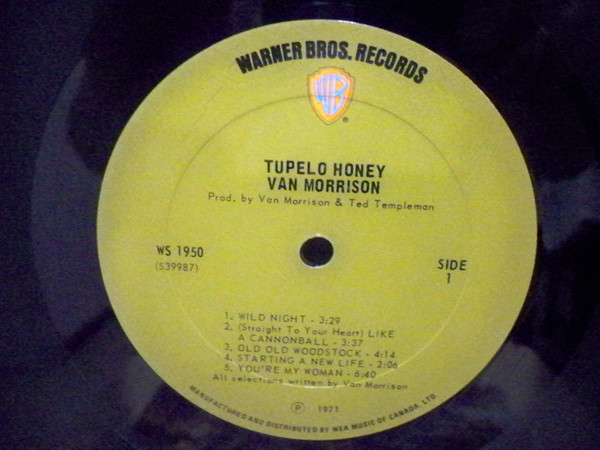 WARNER BROS. RECORDS
WB
®
TUPELO HONEY
VAN MORRISON
Prod. by Van Morrison & Ted Templeman
WS 1950
(S39987)
SIDE
1
1. WILD NIGHT - 3:29
2. (Straight To Your Heart) LIKE
A CANNONBALL - 3:37
3. OLD OLD WOODSTOCK - 4:14
4. STARTING A NEW LIFE - 2:06
5. YOU'RE MY WOMAN - 6:40
All selections written by Van Morrison
℗ 1971
MANUFACTURED AND DISTRIBUTED BY WEA MUSIC OF CANADA, LTD.